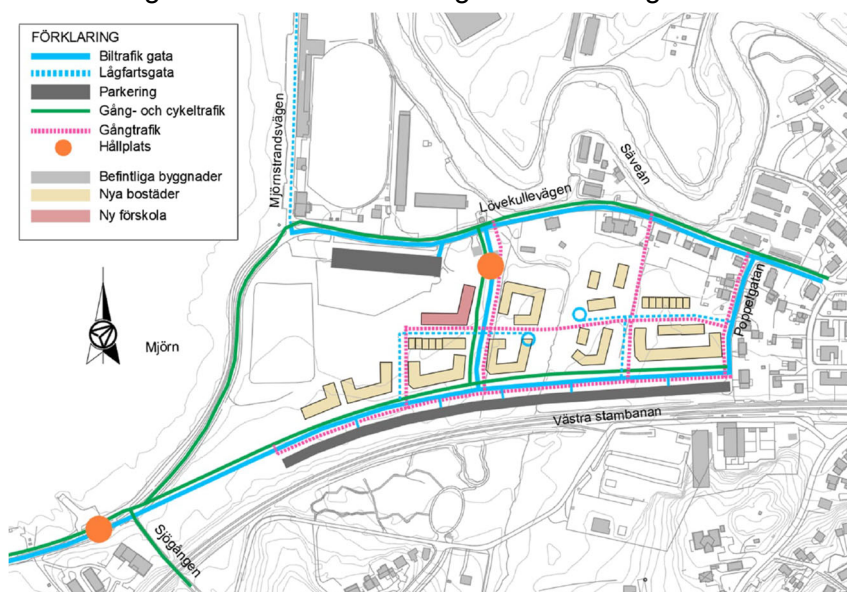 FÖRKLARING
Biltrafik gata
Lågfartsgata
Parkering
Gång- och cykeltrafik
Gångtrafik
Hållplats
Befintliga byggnader
Nya bostäder
Ny förskola
Mjörnstrandsvägen
Lövekullevägen
Säveån
Poppelgatan
Mjörn
Västra stambanan
Sjögången